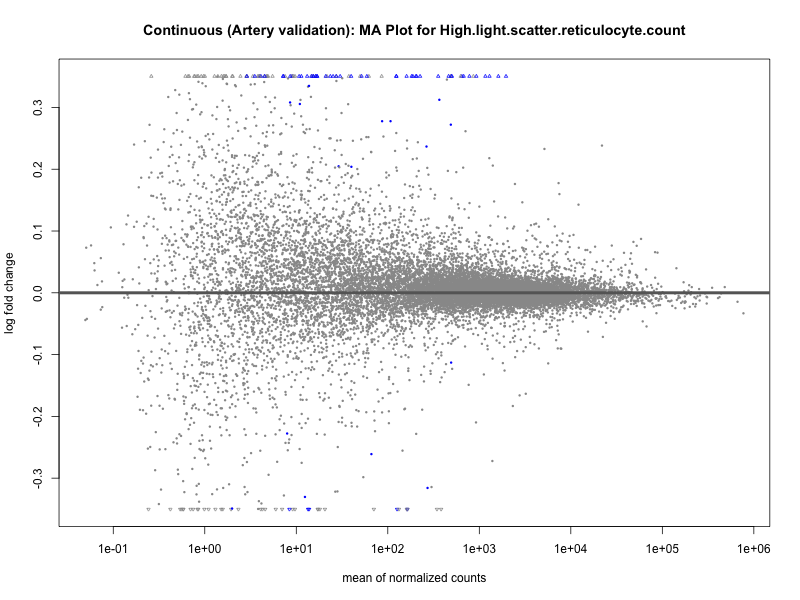 Continuous (Artery validation): MA Plot for High.light.scatter.reticulocyte.count
log fold change
0.3
0.2
0.1
0.0
-0.1
-0.2
-0.3
1e-01 1e+00 1e+01 1e+02 1e+03 1e+04 1e+05 1e+06
mean of normalized counts